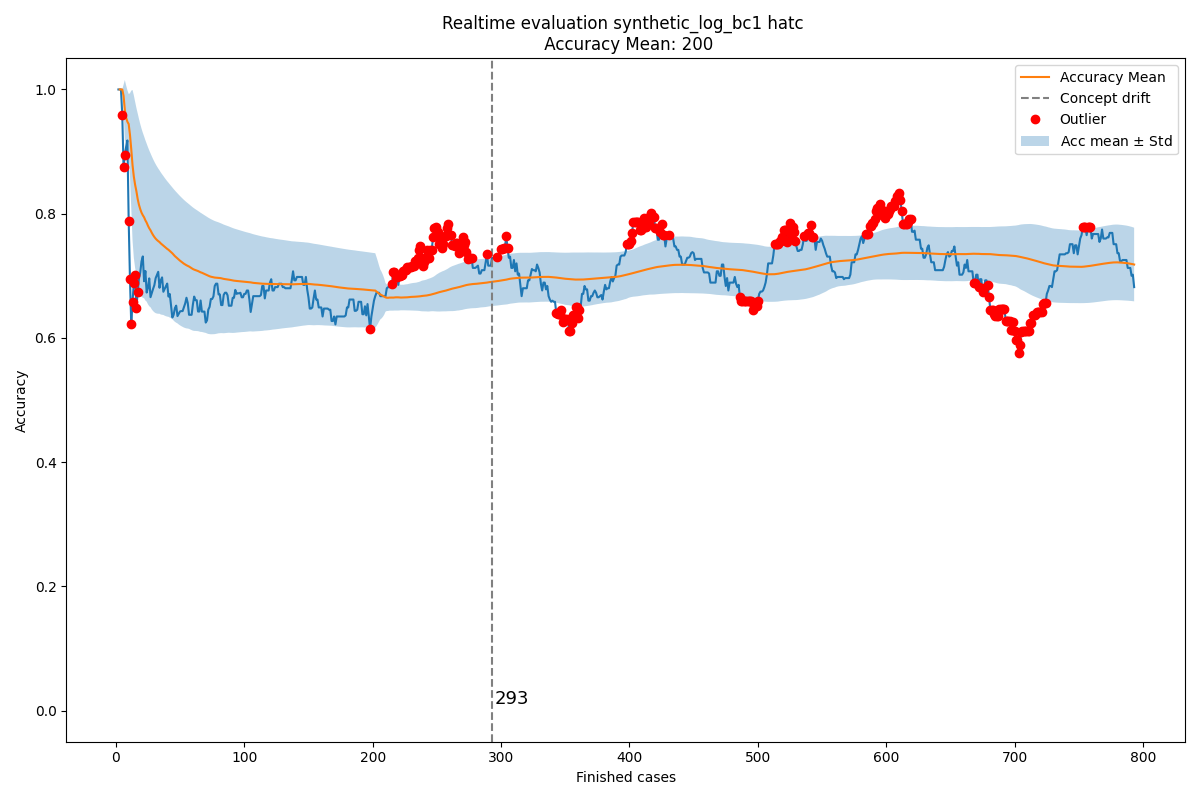 Realtime evaluation synthetic_log_bc1 hatc
Accuracy Mean: 200
Accuracy Mean
Concept drift
Outlier
Acc mean ± Std
1.0
0.8
0.6
0.4
0.2
0.0
Accuracy
293
0
100
200
300
400
500
600
700
800
Finished cases